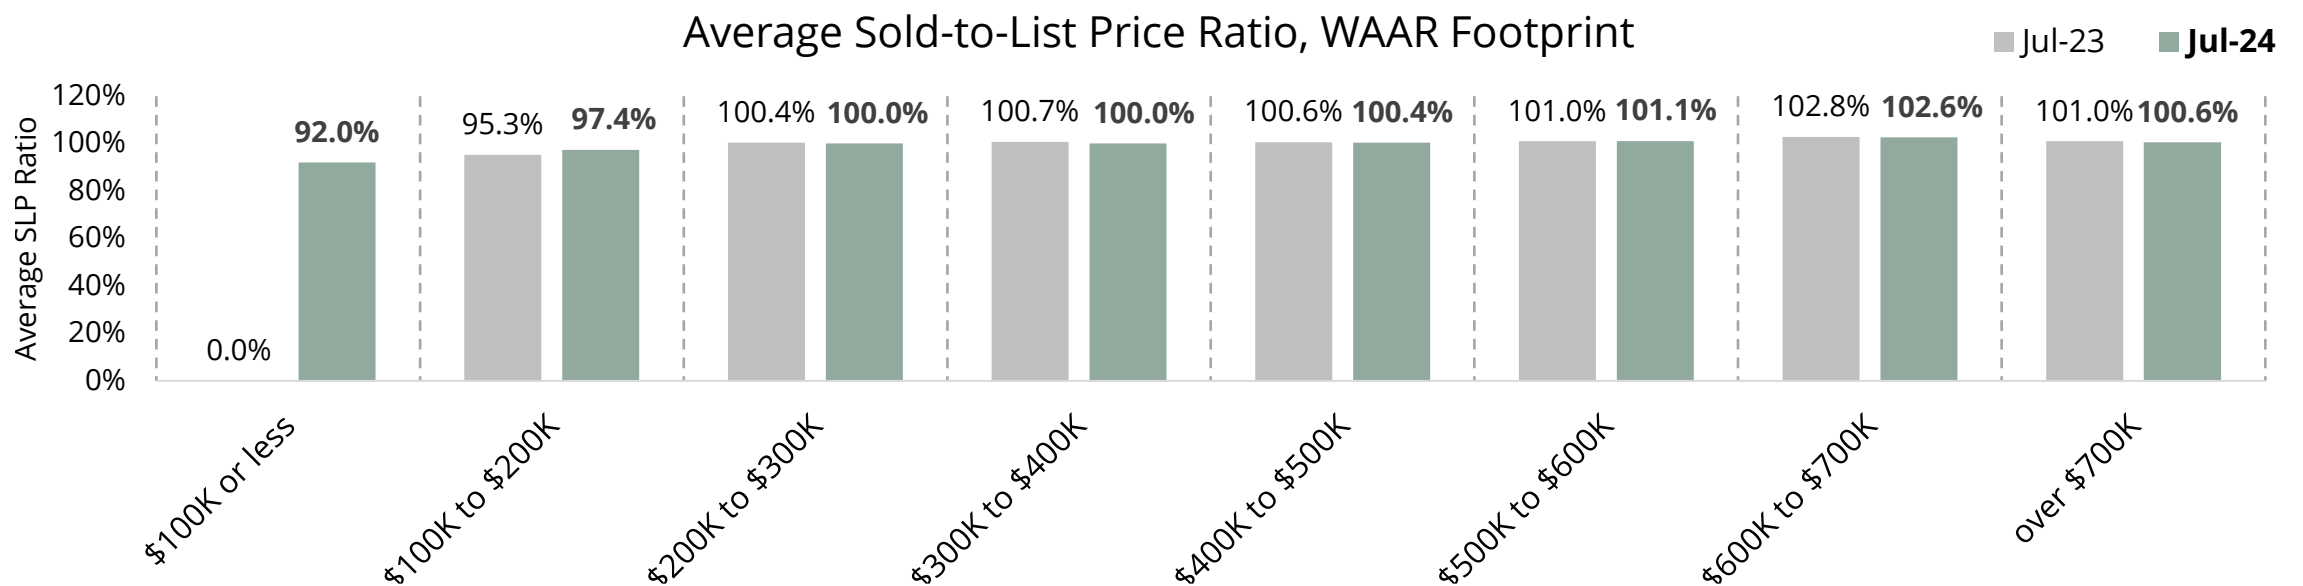 Average Sold-to-List Price Ratio, WAAR Footprint
Jul-23
Jul-24
Average SLP Ratio
120%
100%
80%
60%
40%
20%
0%
0.0%
92.0%
95.3%
97.4%
100.4%
100.0%
100.7%
100.0%
100.6%
100.4%
101.0%
101.1%
102.8%
102.6%
101.0%
100.6%
$100K or less
$100K to $200K
$200K to $300K
$300K to $400K
$400K to $500K
$500K to $600K
$600K to $700K
over $700K